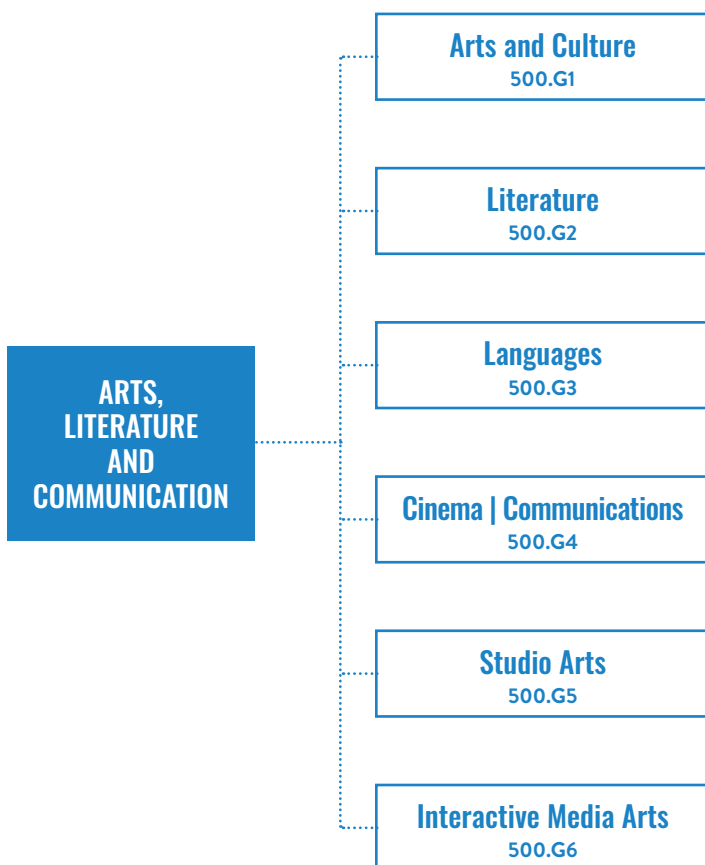 Arts and Culture
500.G1
Literature
500.G2
Languages
500.G3
ARTS,
LITERATURE
AND
COMMUNICATION
Cinema | Communications
500.G4
Studio Arts
500.G5
Interactive Media Arts
500.G6